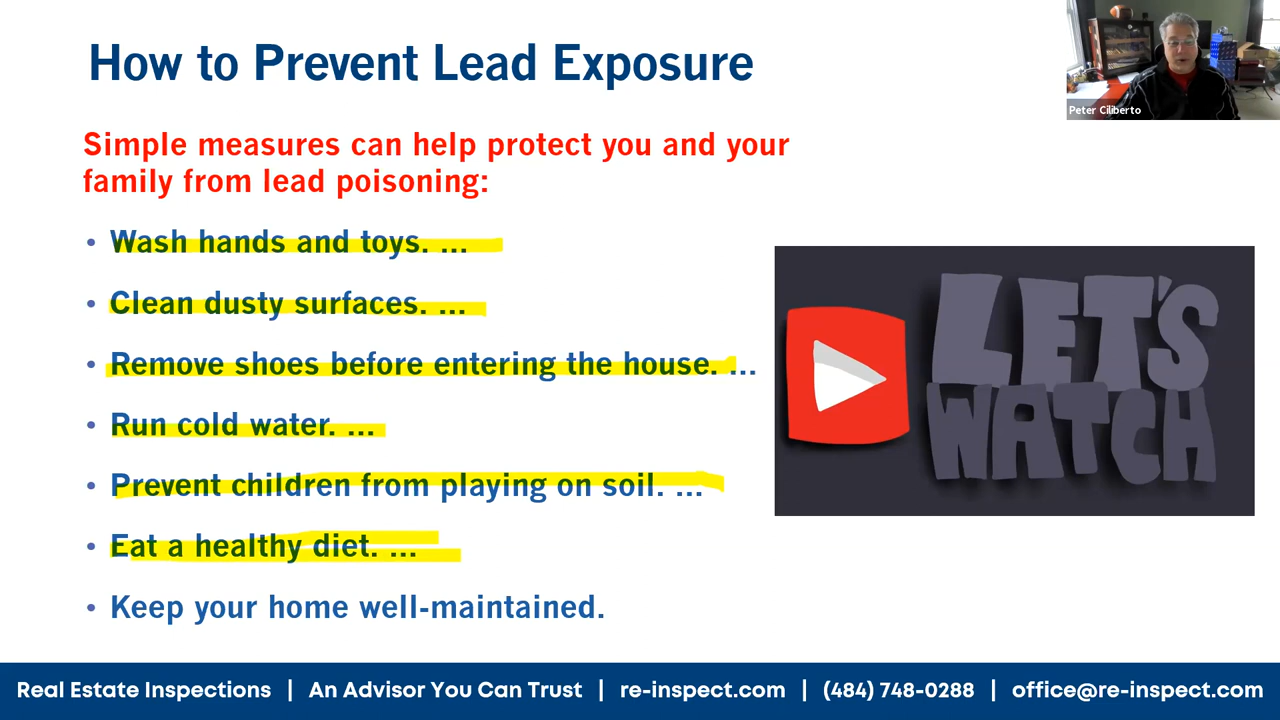 How to Prevent Lead Exposure
Peter Ciliberto
Simple measures can help protect you and your
family from lead poisoning:
• Wash hands and toys. ...
• Clean dusty surfaces. ...
• Remove shoes before entering the house. ...
• Run cold water. ...
• Prevent children from playing on soil. ...
• Eat a healthy diet. ...
• Keep your home well-maintained.
LET'S
WATCH
Real Estate Inspections | An Advisor You Can Trust | re-inspect.com | (484) 748-0288 | office@re-inspect.com